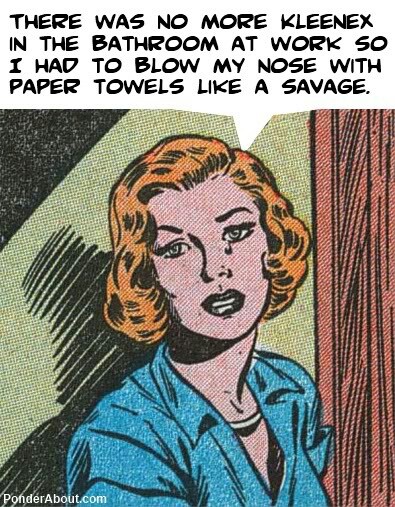 THERE WAS NO MORE KLEENEX
IN THE BATHROOM AT WORK SO
I HAD TO BLOW MY NOSE WITH
PAPER TOWELS LIKE A SAVAGE.
PonderAbout.com